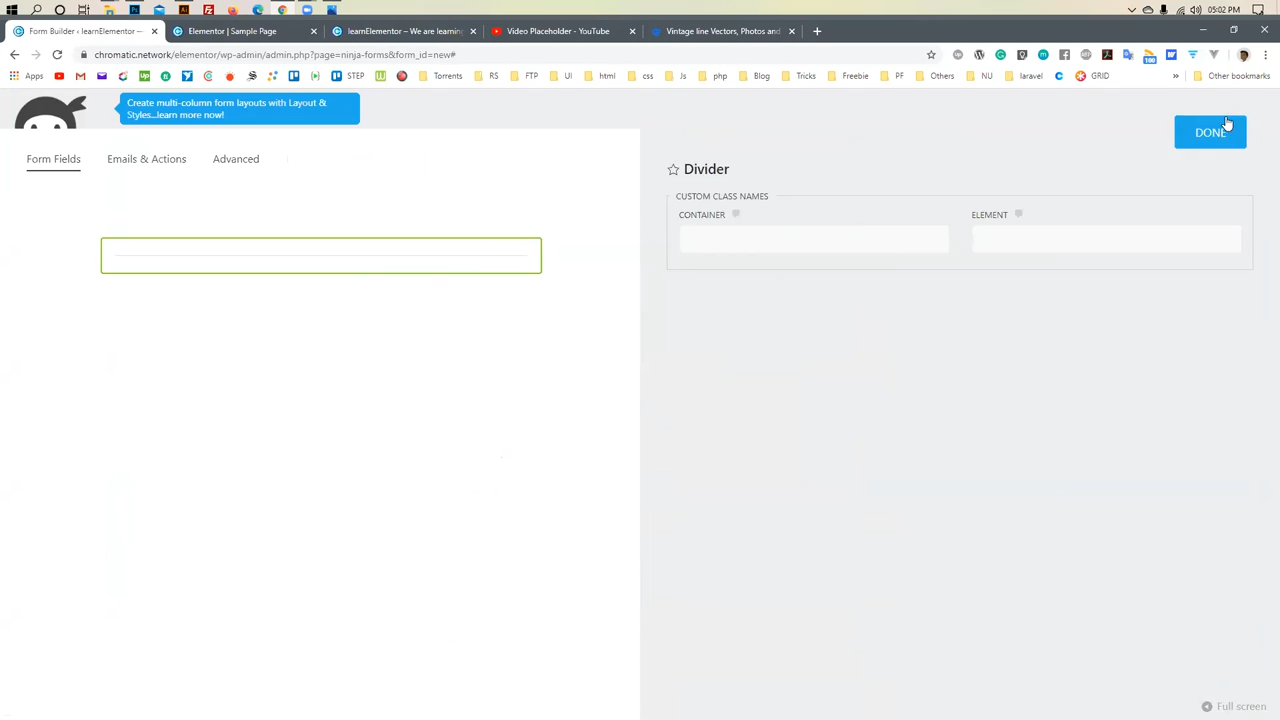 05:02 PM
Form Builder ‹ learnElementor —
Elementor | Sample Page
learnElementor – We are learning
Video Placeholder - YouTube
Vintage line Vectors, Photos and
chromatic.network/elementor/wp-admin/admin.php?page=ninja-forms&form_id=new#
100
Apps
STEP
Torrents
RS
FTP
UI
html
css
Js
php
Blog
Tricks
Freebie
PF
Others
NU
laravel
GRID
»
Other bookmarks
Create multi-column form layouts with Layout &
Styles...learn more now!
DONE
Form Fields
Emails & Actions
Advanced
Divider
CUSTOM CLASS NAMES
CONTAINER
ELEMENT
Full screen